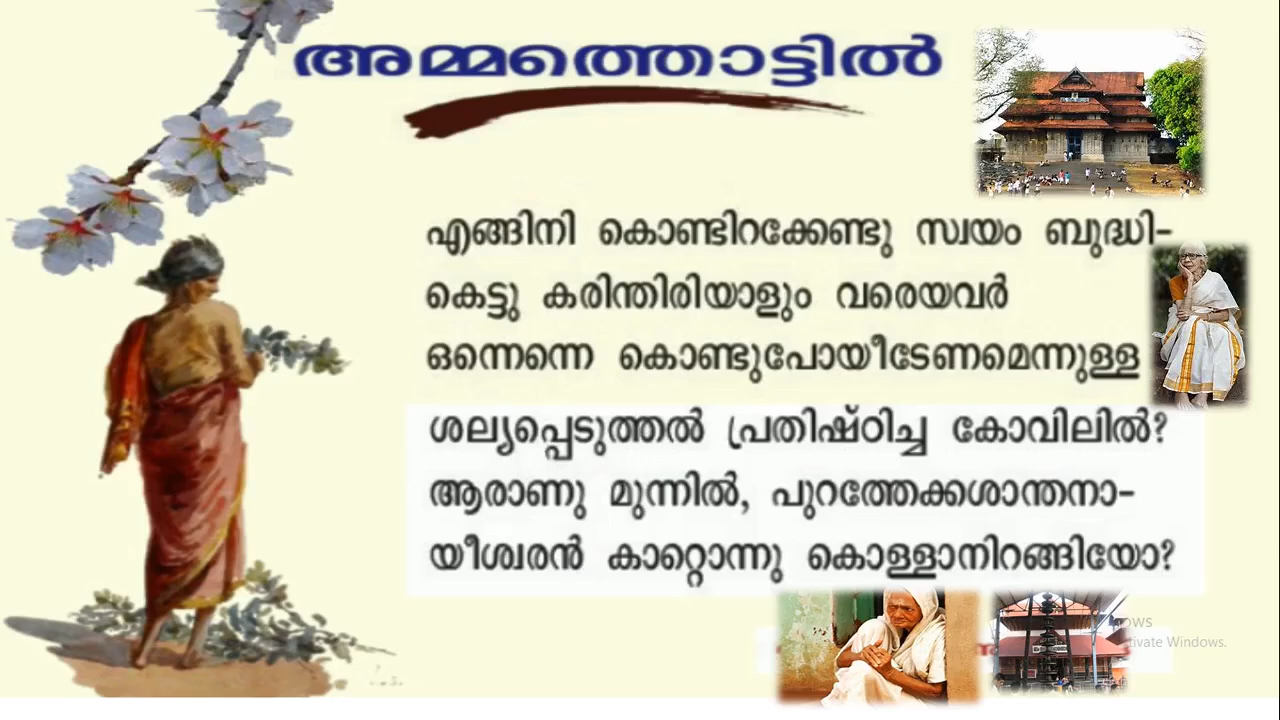 അമ്മത്തൊട്ടിൽ
എങ്ങിനി കൊണ്ടിറക്കേണ്ടു സ്വയം ബുദ്ധി-
കെട്ടു കരിന്തിരിയാളും വരെയവർ
ഒന്നെന്നെ കൊണ്ടുപോയീടേണമെന്നുള്ള
ശല്യപ്പെടുത്തൽ പ്രതിഷ്ഠിച്ച കോവിലിൽ?
ആരാണു മുന്നിൽ, പുറത്തേക്കശാന്തനാ-
യീശ്വരൻ കാറ്റൊന്നു കൊള്ളാനിറങ്ങിയോ?
Windows.